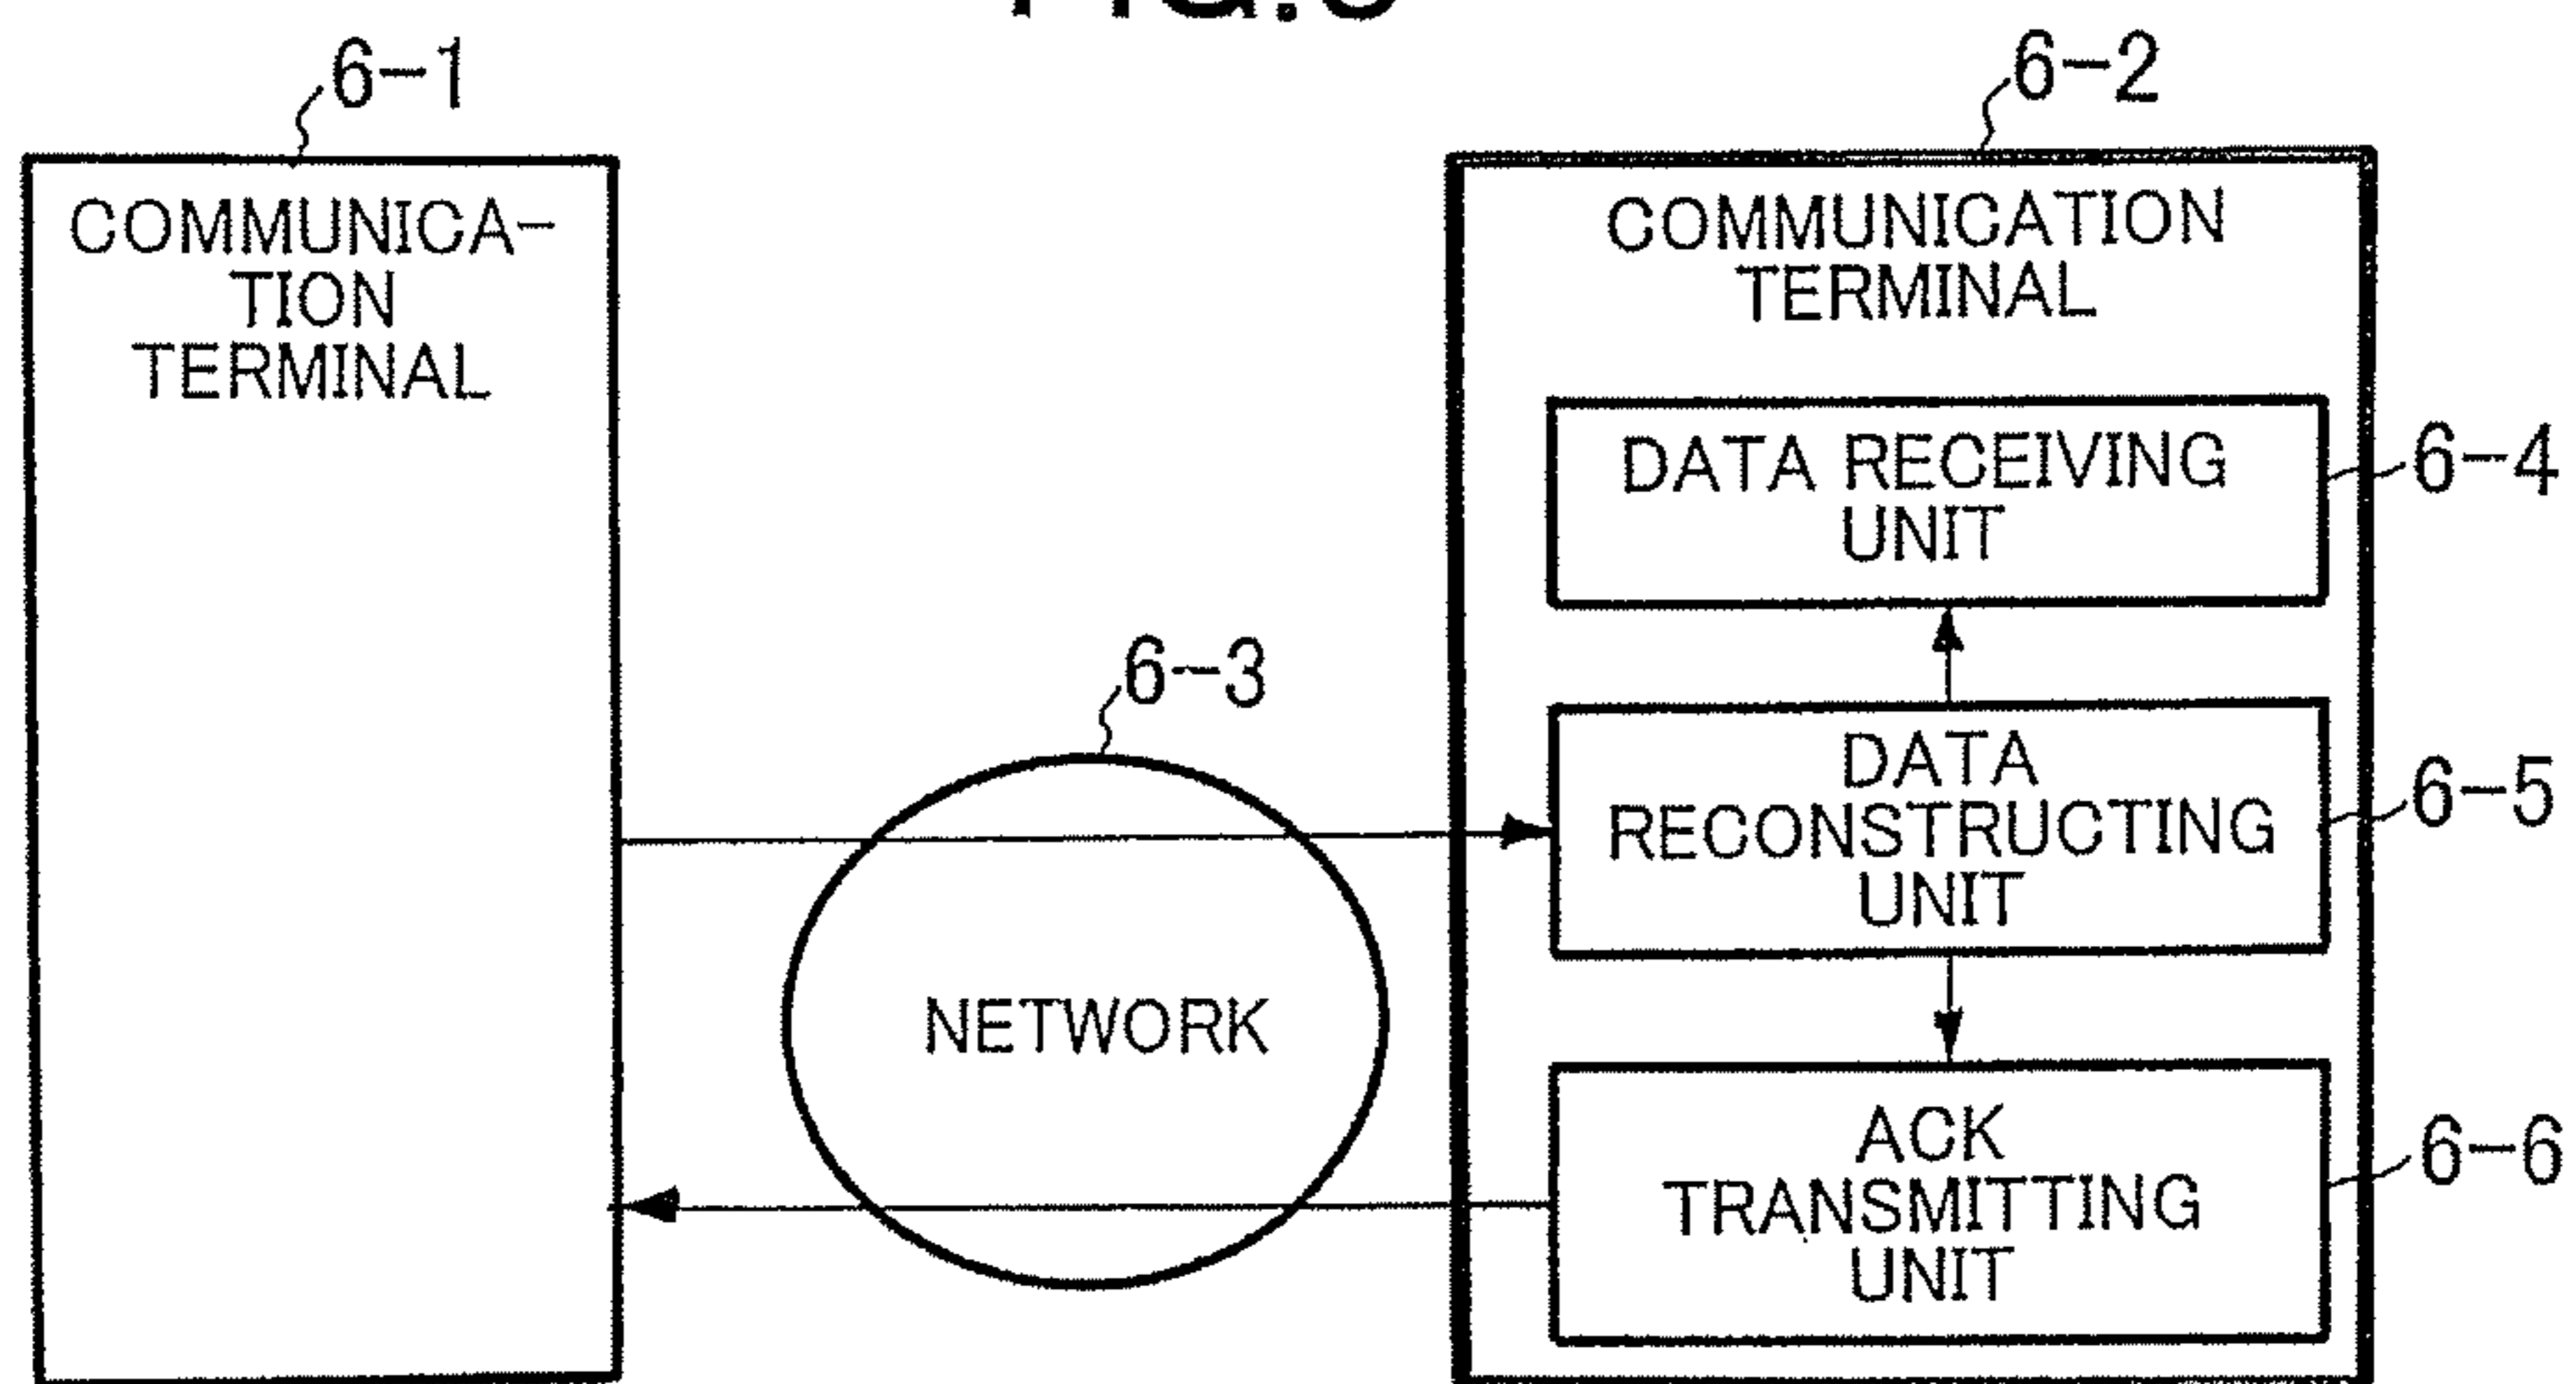 6-1
6-2
COMMUNICA-
TION
TERMINAL
COMMUNICATION
TERMINAL
DATA RECEIVING
UNIT
6-4
6-3
DATA
RECONSTRUCTING
UNIT
6-5
NETWORK
ACK
TRANSMITTING
UNIT
6-6